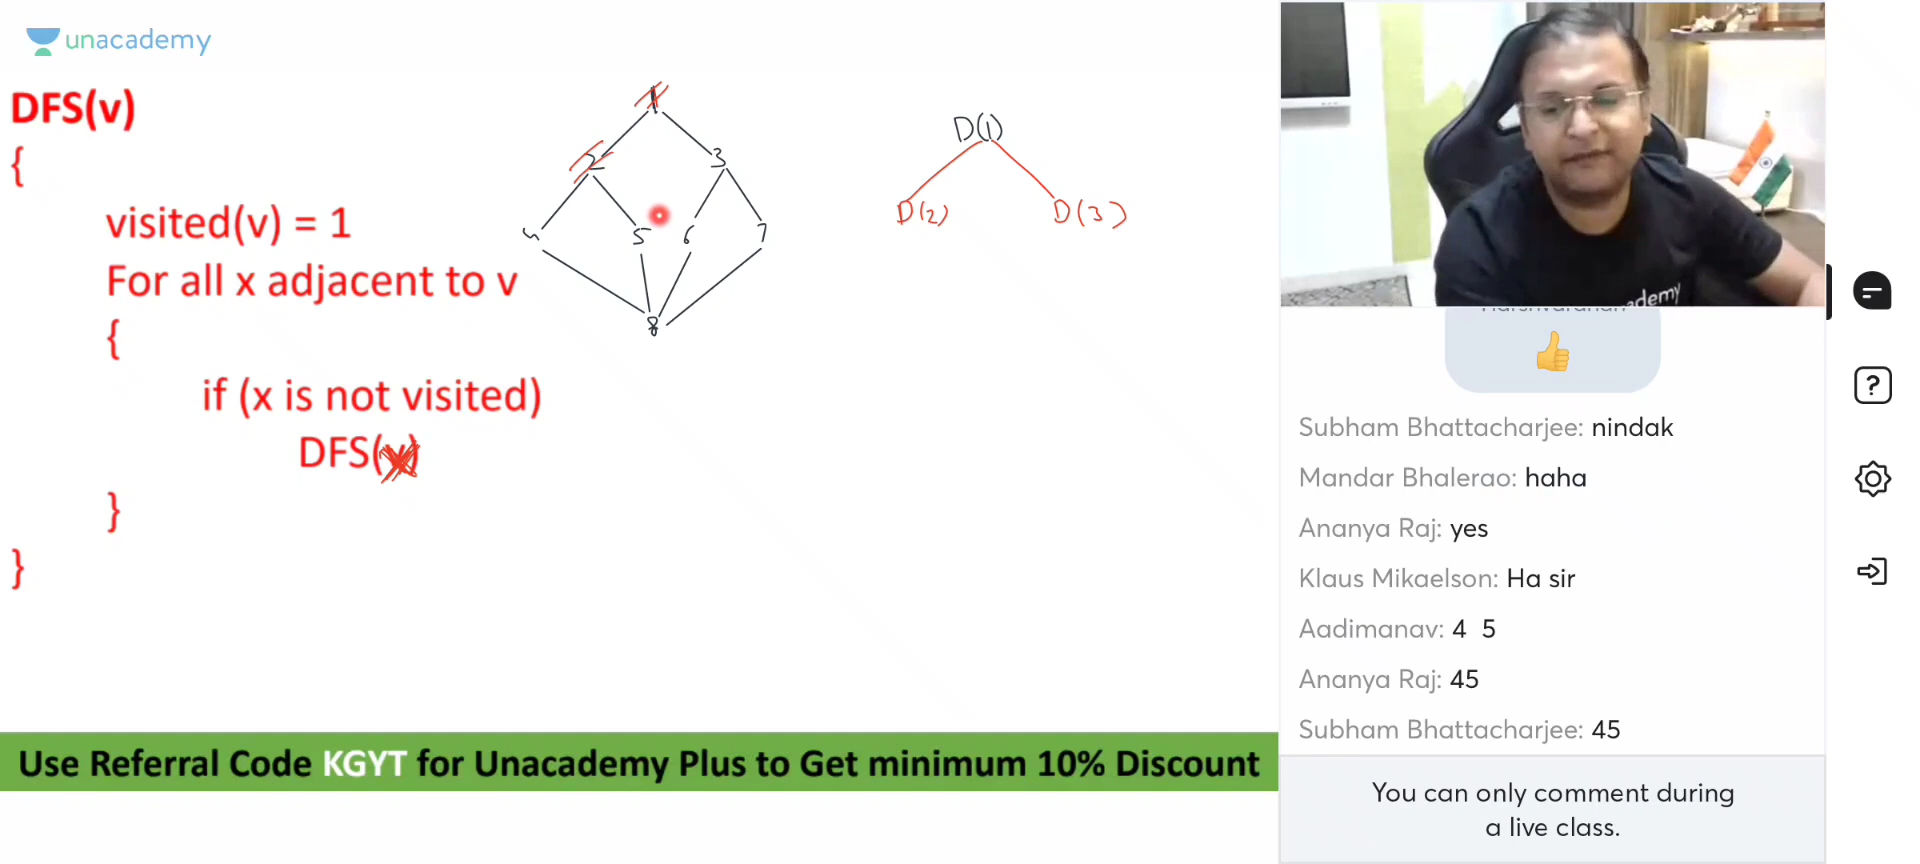 unacademy
DFS(v)
{
visited(v) = 1
For all x adjacent to v
{
if (x is not visited)
DFS(
}
}
1
2 3
4 5 6 7
8
D(1)
D(2) D(3)
Use Referral Code KGYT for Unacademy Plus to Get minimum 10% Discount
ademy
Harshvardhan
👍
Subham Bhattacharjee: nindak
Mandar Bhalerao: haha
Ananya Raj: yes
Klaus Mikaelson: Ha sir
Aadimanav: 4 5
Ananya Raj: 45
Subham Bhattacharjee: 45
You can only comment during
a live class.
?